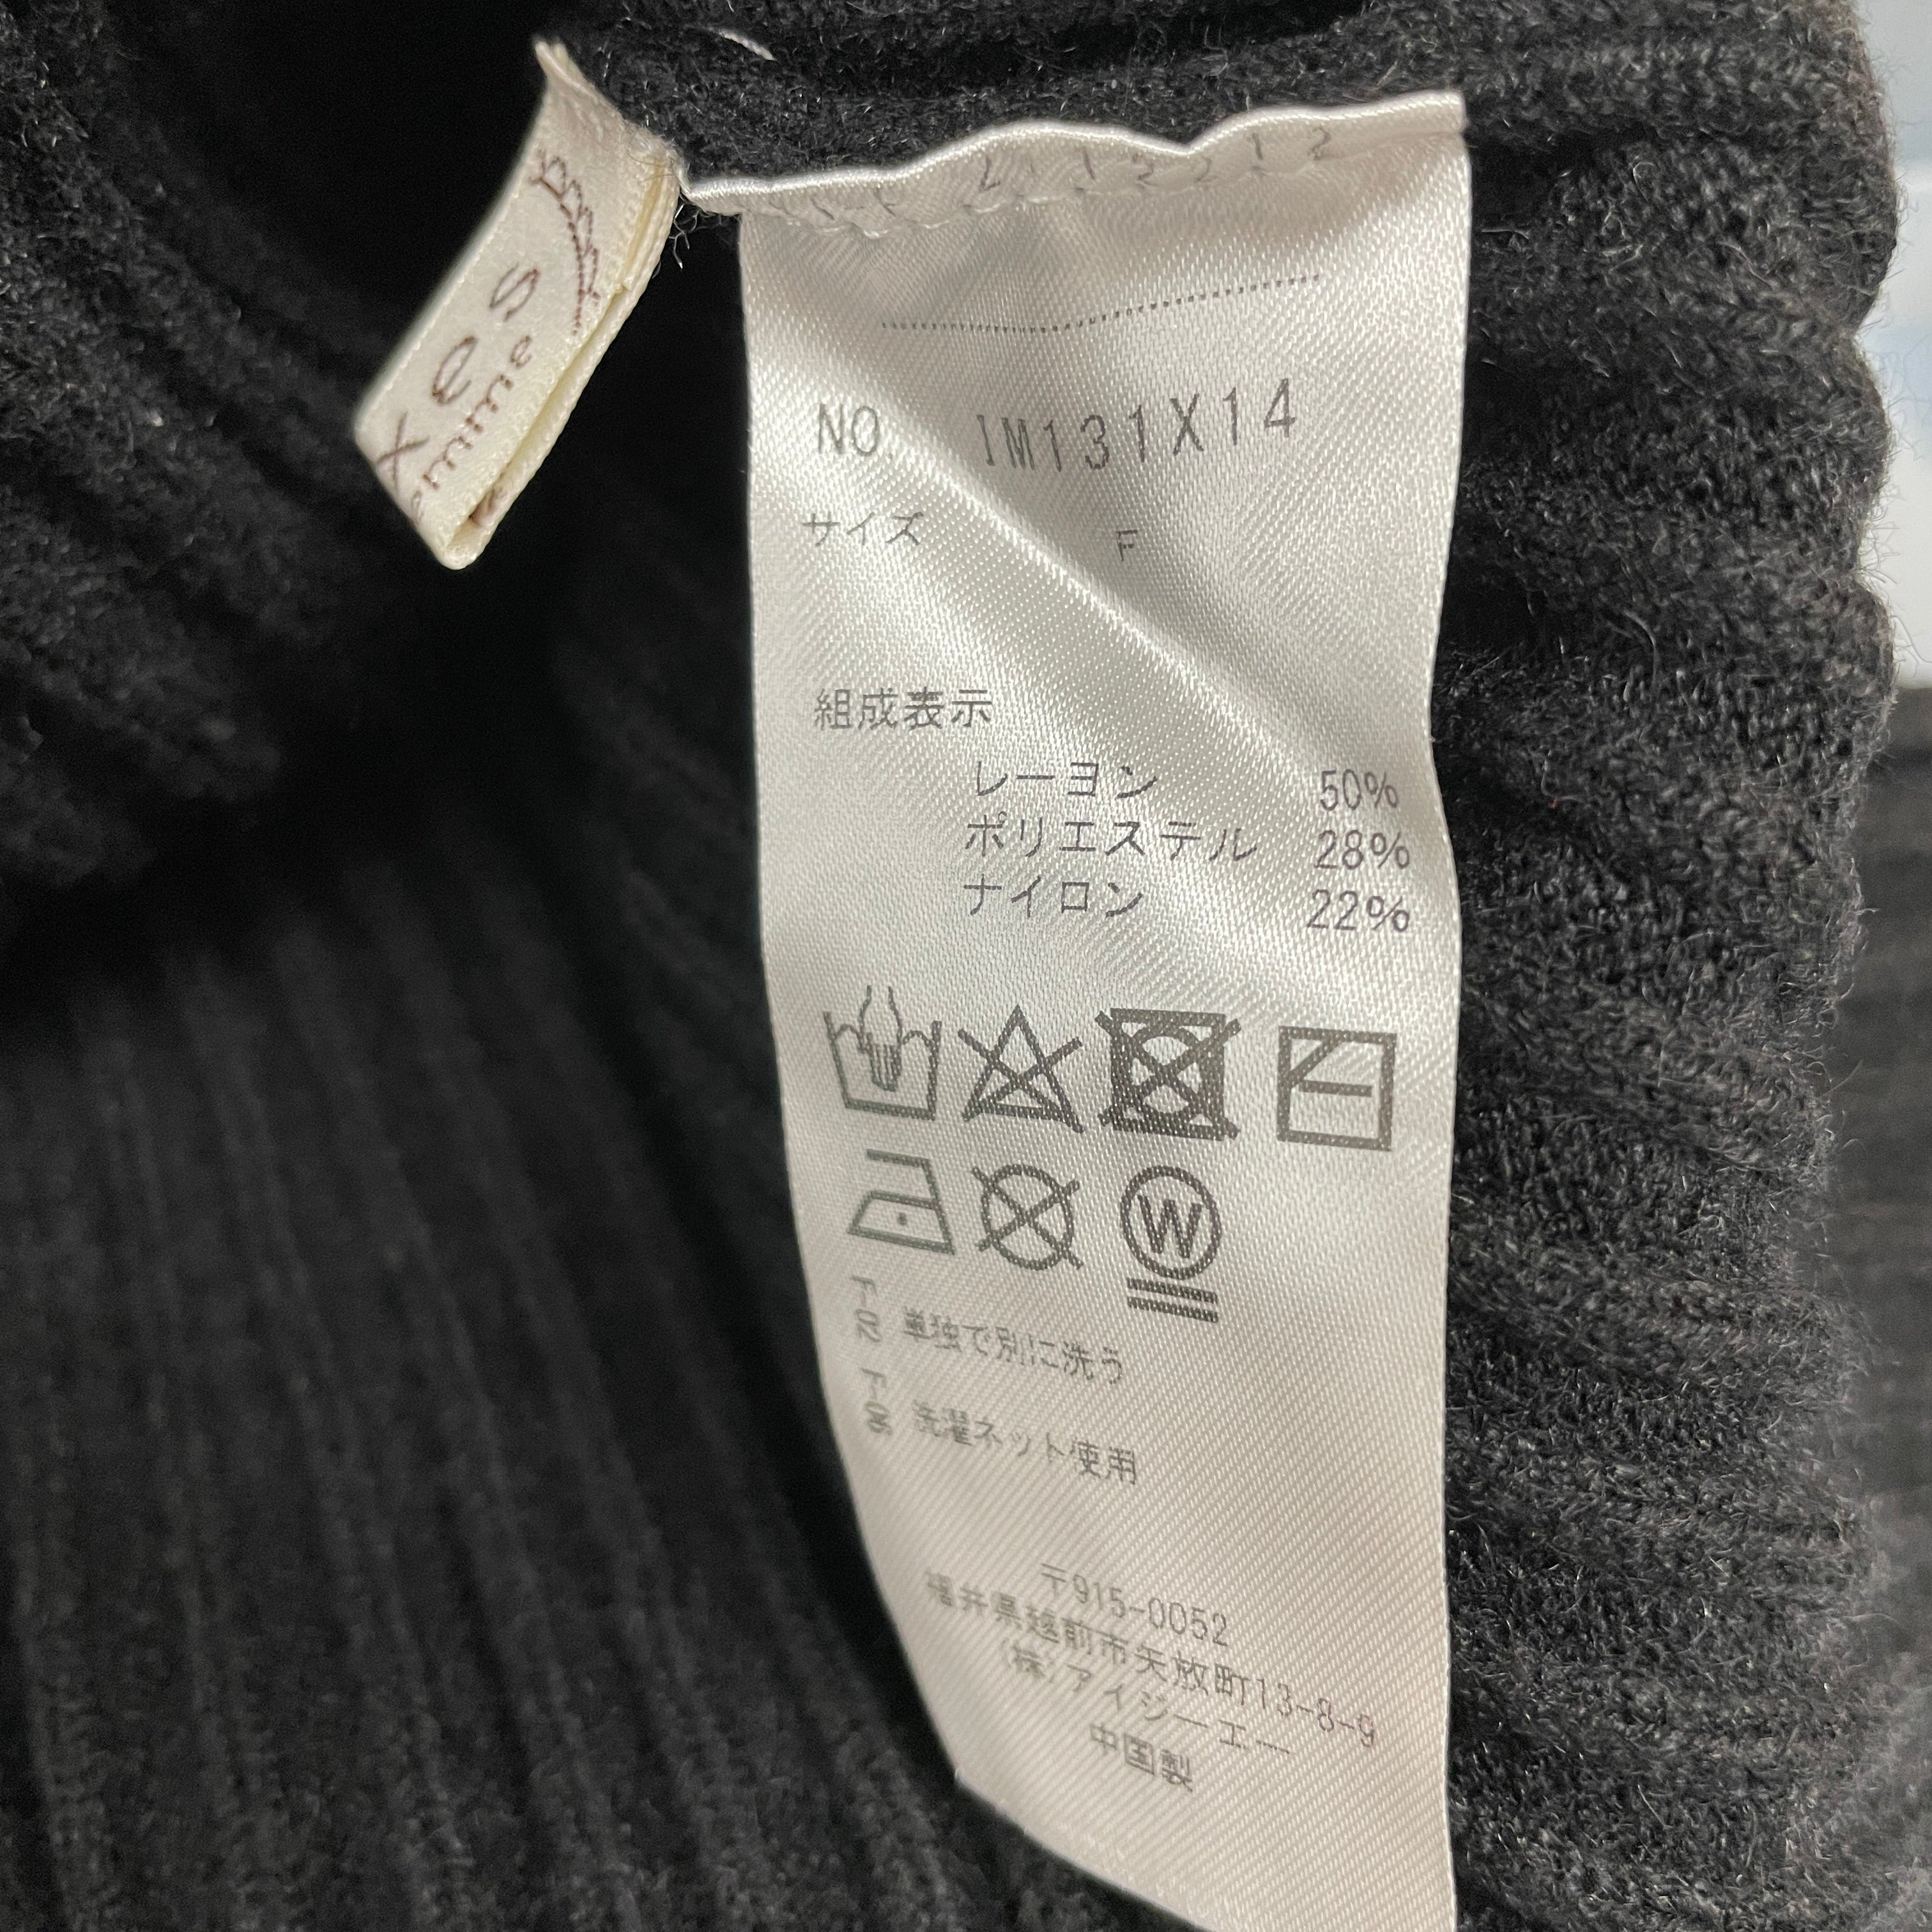 NO. IM131X14
サイズ F
組成表示
レーヨン 50%
ポリエステル 28%
ナイロン 22%
W
F-02 単独で別に洗う
F-06 洗濯ネット使用
〒915-0052
福井県越前市矢放町13-8-9
(株)アイジーエー
中国製